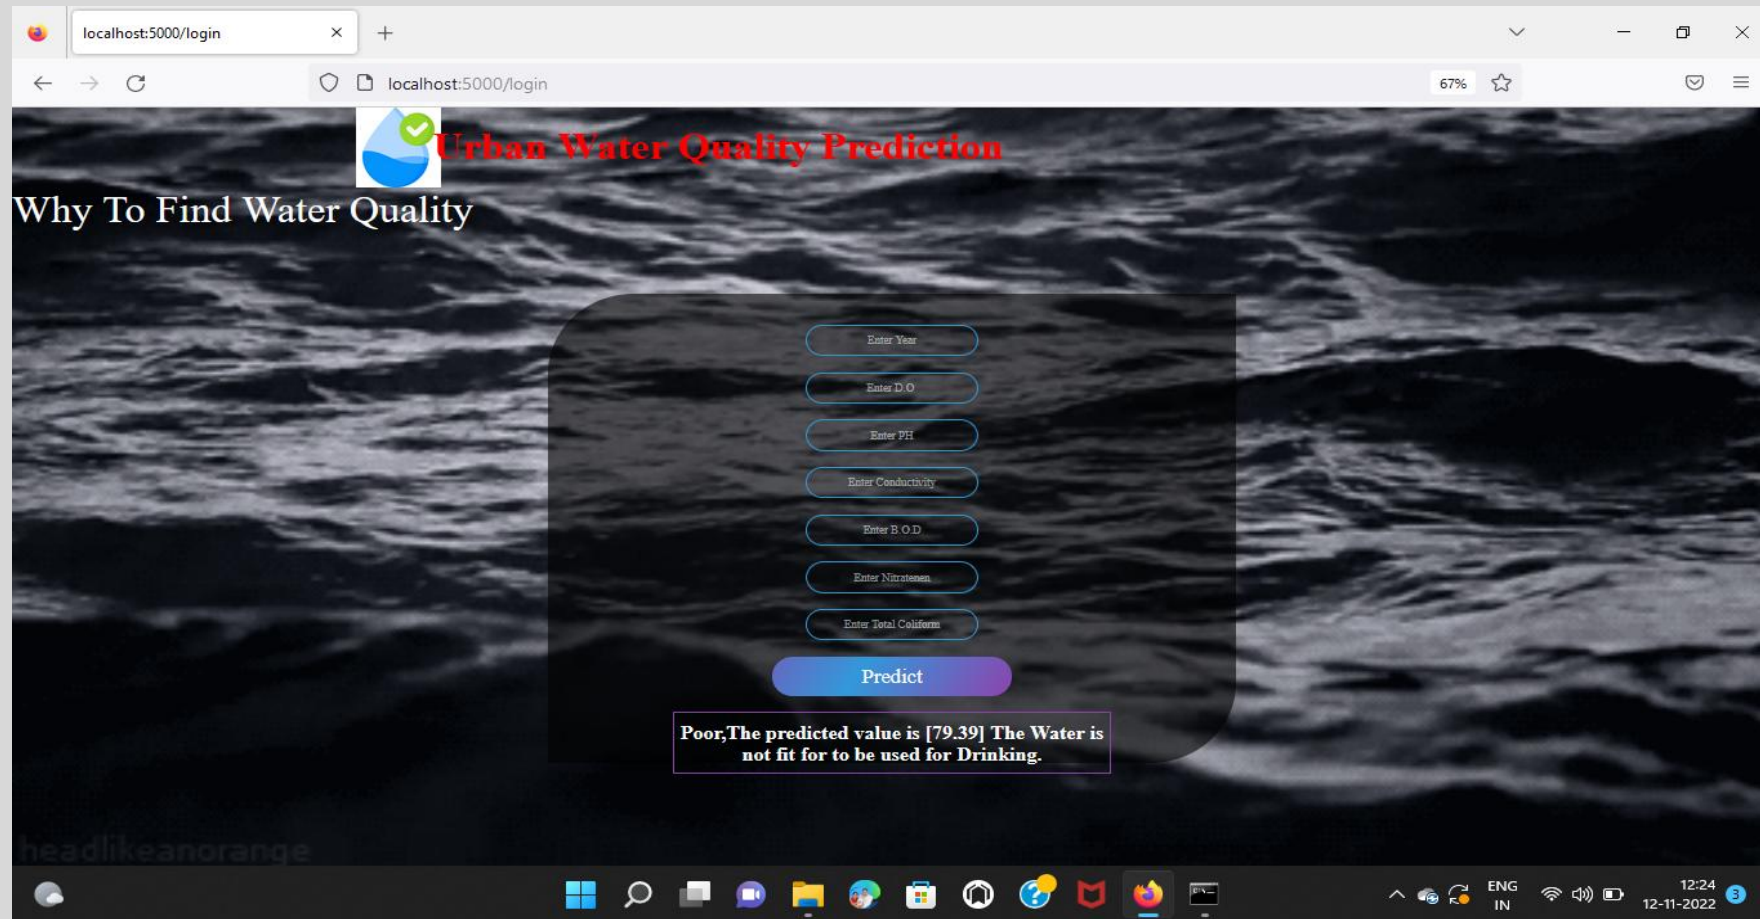 localhost:5000/login
localhost:5000/login
67%
Urban Water Quality Prediction
Why To Find Water Quality
Enter Year
Enter D.O
Enter PH
Enter Conductivity
Enter B.O.D
Enter Nitratenen
Enter Total Coliform
Predict
Poor,The predicted value is [79.39] The Water is
not fit for to be used for Drinking.
headlikeanorange
ENG
IN
12:24
12-11-2022
3